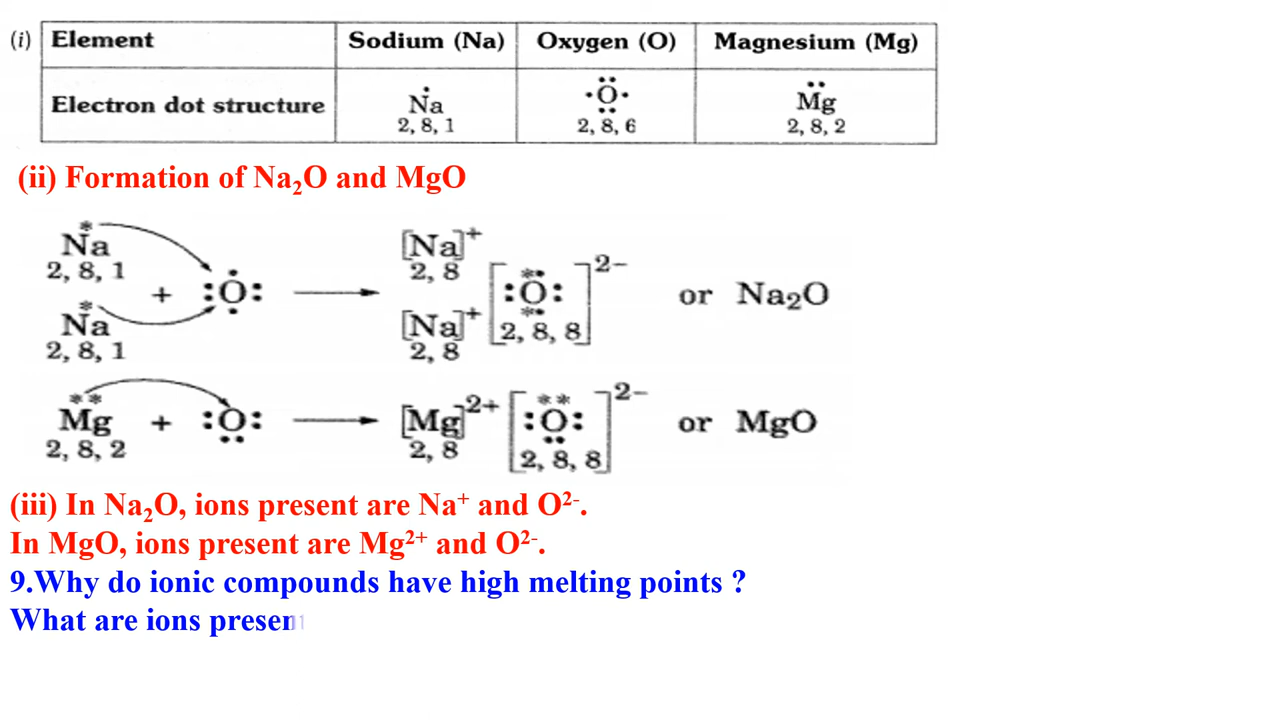 (i) Element Sodium (Na) Oxygen (O) Magnesium (Mg)
Electron dot structure Na O Mg
2, 8, 1 2, 8, 6 2, 8, 2
(ii) Formation of Na₂O and MgO
Na [Na]⁺
2, 8, 1 2, 8
+ :O: [:O:]²⁻ or Na₂O
Na [Na]⁺ 2, 8, 8
2, 8, 1 2, 8
Mg + :O: [Mg]²⁺ [:O:]²⁻ or MgO
2, 8, 2 2, 8 2, 8, 8
(iii) In Na₂O, ions present are Na⁺ and O²⁻.
In MgO, ions present are Mg²⁺ and O²⁻.
9.Why do ionic compounds have high melting points ?
What are ions present